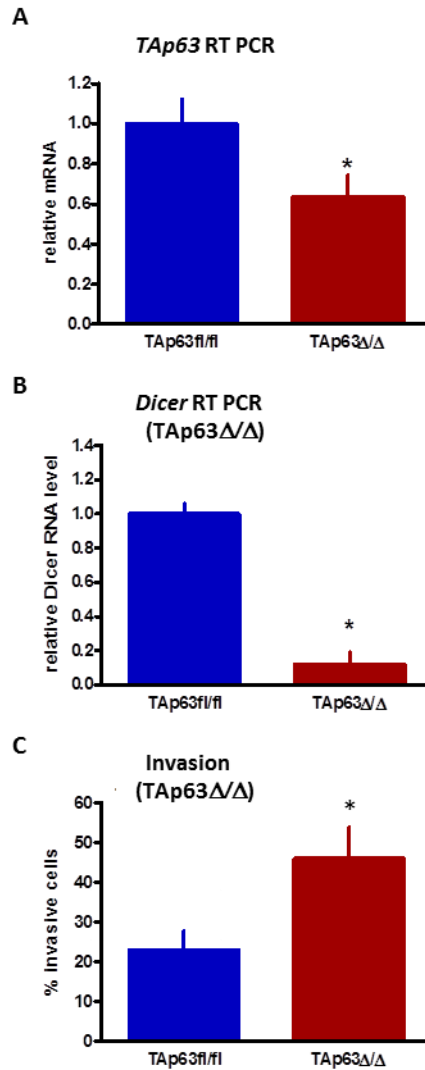 A
TAp63 RT PCR
relative mRNA
1.2
1.0
0.8
0.6
0.4
0.2
0.0
*
TAp63fl/fl
TAp63Δ/Δ
B
Dicer RT PCR
(TAp63Δ/Δ)
relative Dicer RNA level
1.4
1.2
1.0
0.8
0.6
0.4
0.2
0.0
*
TAp63fl/fl
TAp63Δ/Δ
C
Invasion
(TAp63Δ/Δ)
% Invasive cells
60
50
40
30
20
10
0
*
TAp63fl/fl
TAp63Δ/Δ